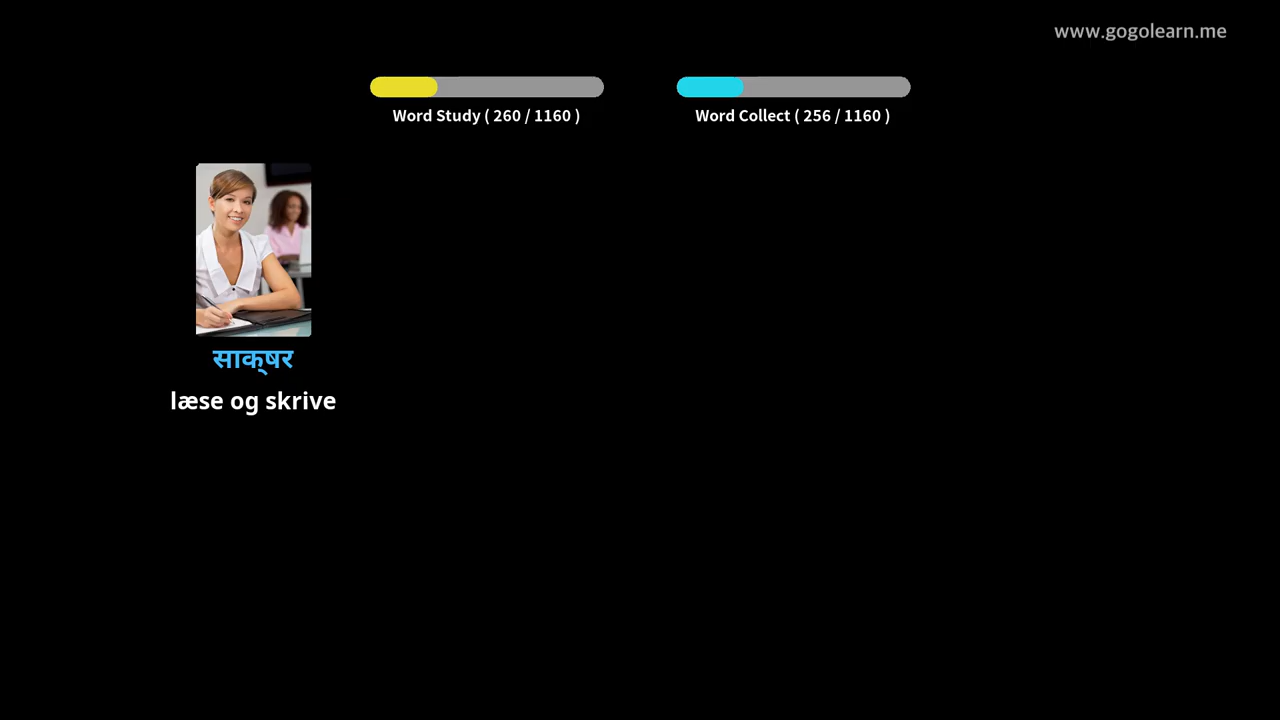 www.gogolearn.me
Word Study ( 260 / 1160 )
Word Collect ( 256 / 1160 )
साक्षर
læse og skrive